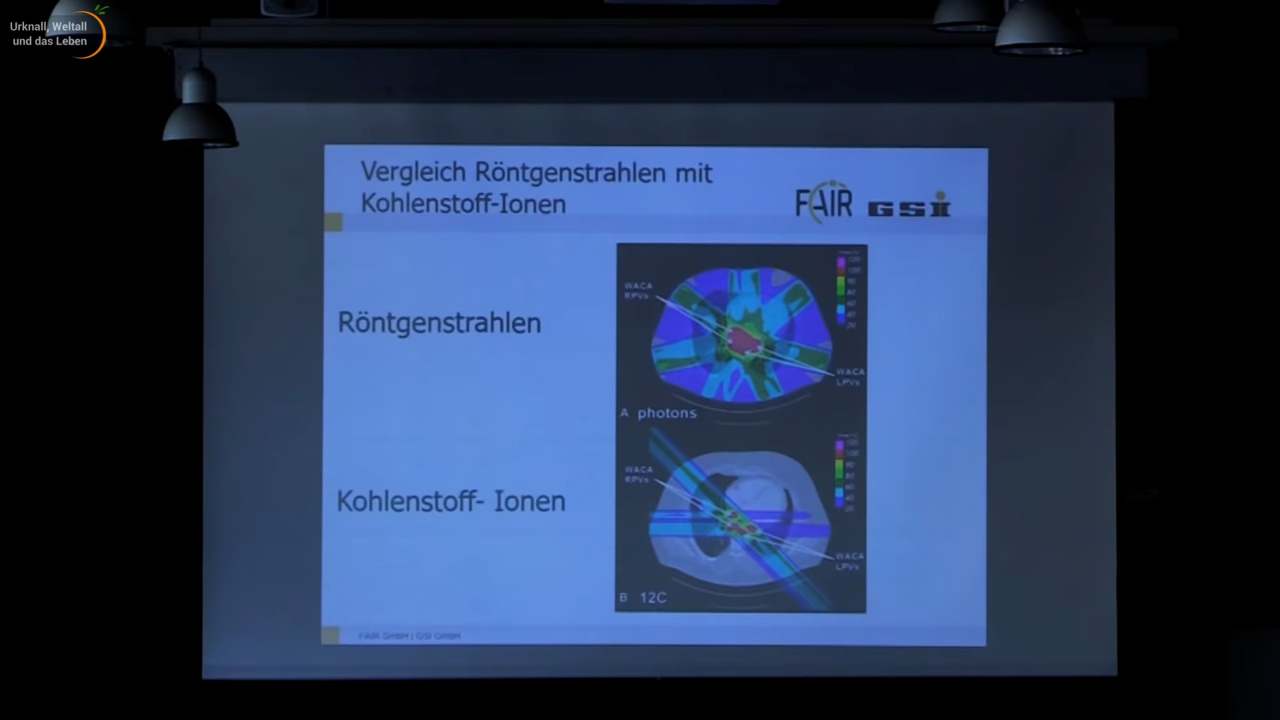 Urknall, Weltall
und das Leben
Vergleich Röntgenstrahlen mit
Kohlenstoff-Ionen
FAIR GSI
Röntgenstrahlen
WACA
RPVs
WACA
LPVs
A photons
Kohlenstoff- Ionen
WACA
RPVs
WACA
LPVs
B 12C
FAIR GmbH | GSI GmbH